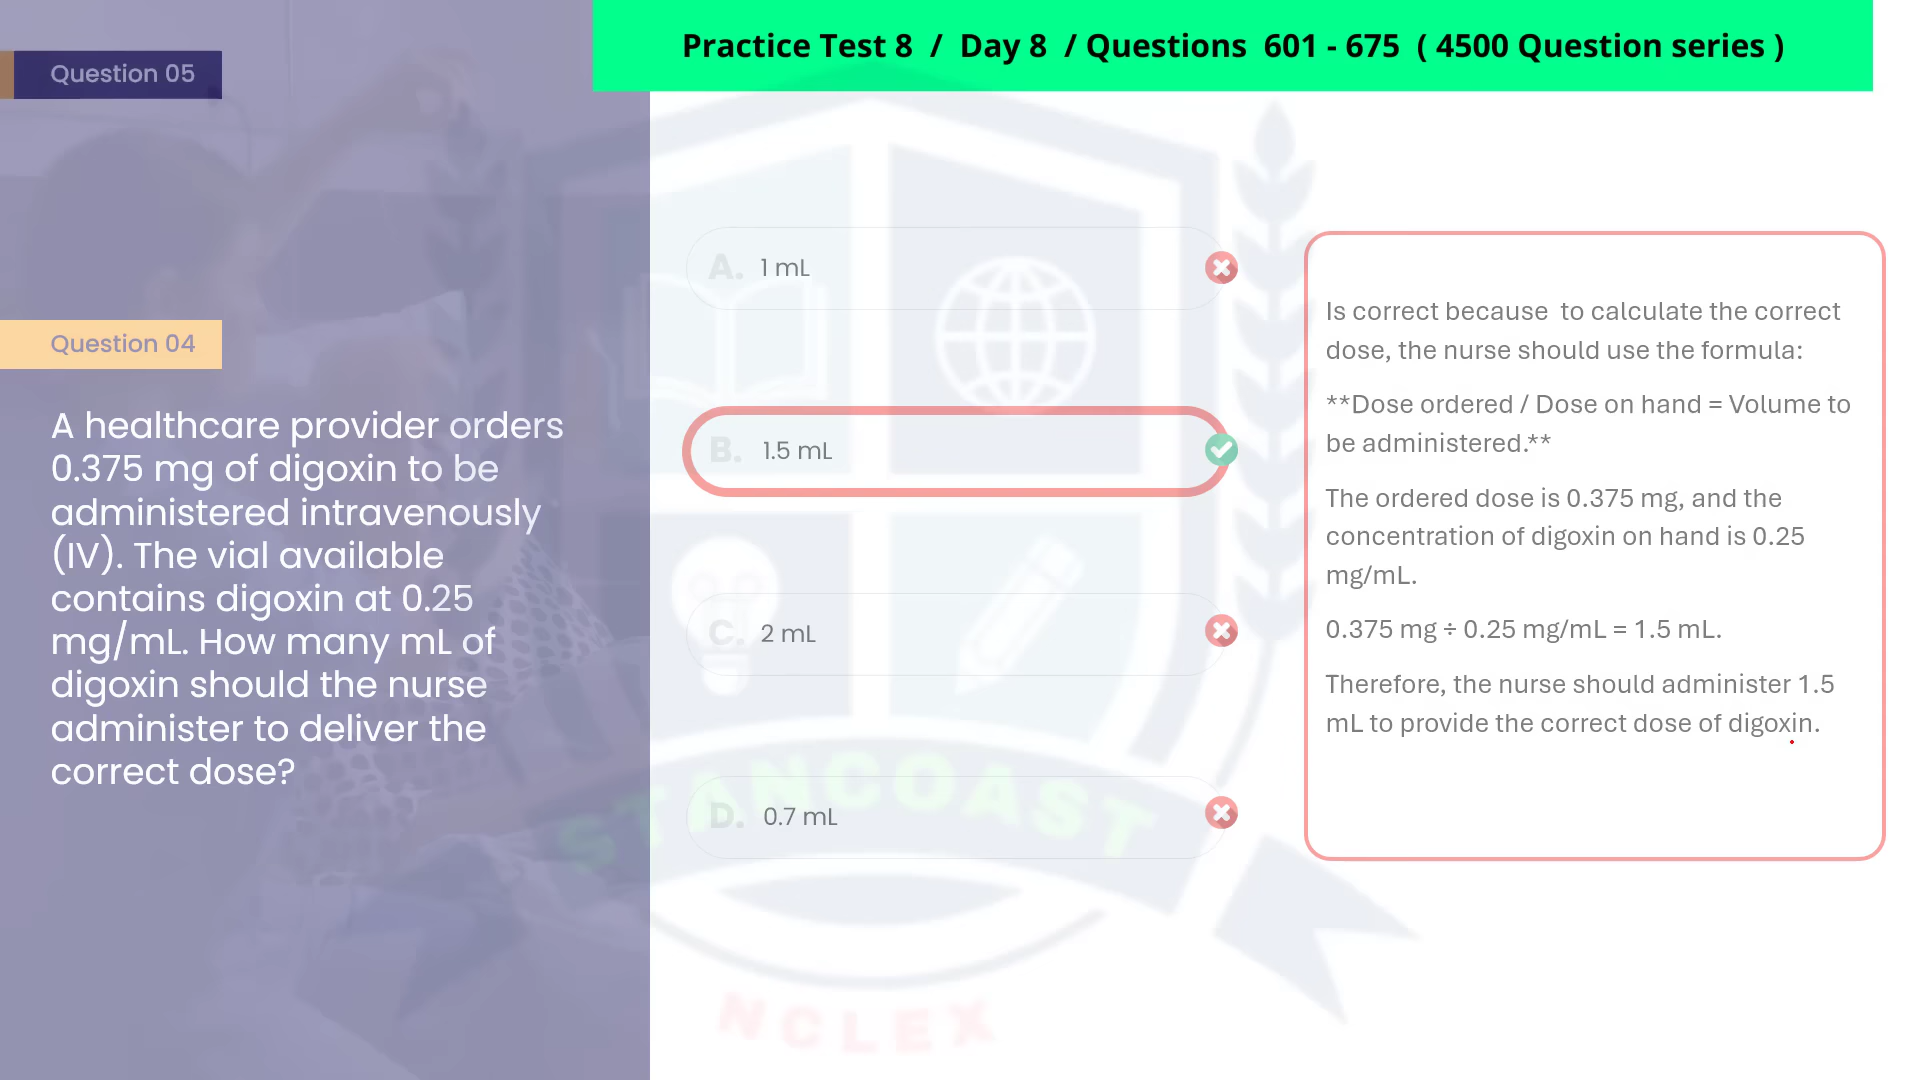 Practice Test 8 / Day 8 / Questions 601 - 675 ( 4500 Question series )
Question 05
Question 04
A healthcare provider orders
0.375 mg of digoxin to be
administered intravenously
(IV). The vial available
contains digoxin at 0.25
mg/mL. How many mL of
digoxin should the nurse
administer to deliver the
correct dose?
A. 1 mL
B. 1.5 mL
C. 2 mL
D. 0.7 mL
Is correct because to calculate the correct
dose, the nurse should use the formula:
**Dose ordered / Dose on hand = Volume to
be administered.**
The ordered dose is 0.375 mg, and the
concentration of digoxin on hand is 0.25
mg/mL.
0.375 mg ÷ 0.25 mg/mL = 1.5 mL.
Therefore, the nurse should administer 1.5
mL to provide the correct dose of digoxin.
STANCOAST
NCLEX